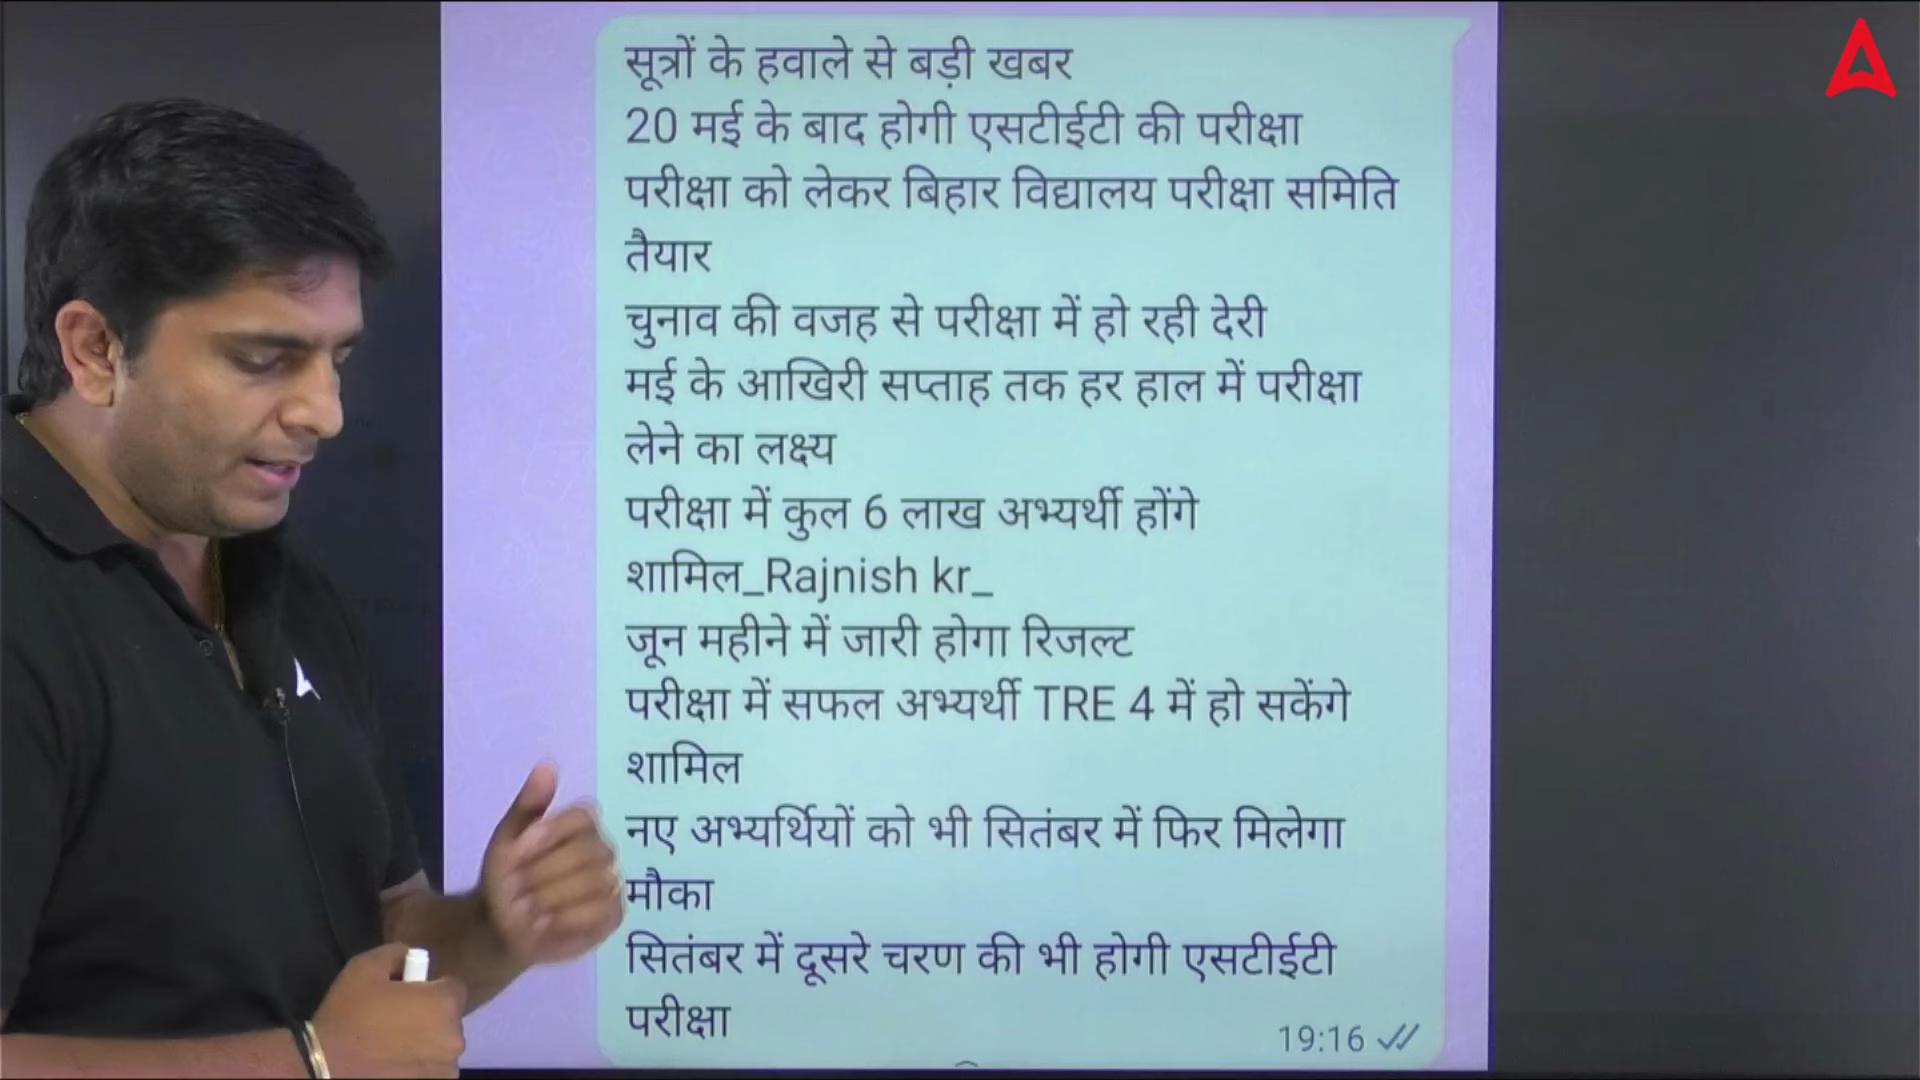 सूत्रों के हवाले से बड़ी खबर
20 मई के बाद होगी एसटीईटी की परीक्षा
परीक्षा को लेकर बिहार विद्यालय परीक्षा समिति
तैयार
चुनाव की वजह से परीक्षा में हो रही देरी
मई के आखिरी सप्ताह तक हर हाल में परीक्षा
लेने का लक्ष्य
परीक्षा में कुल 6 लाख अभ्यर्थी होंगे
शामिल_Rajnish kr_
जून महीने में जारी होगा रिजल्ट
परीक्षा में सफल अभ्यर्थी TRE 4 में हो सकेंगे
शामिल
नए अभ्यर्थियों को भी सितंबर में फिर मिलेगा
मौका
सितंबर में दूसरे चरण की भी होगी एसटीईटी
परीक्षा
19:16